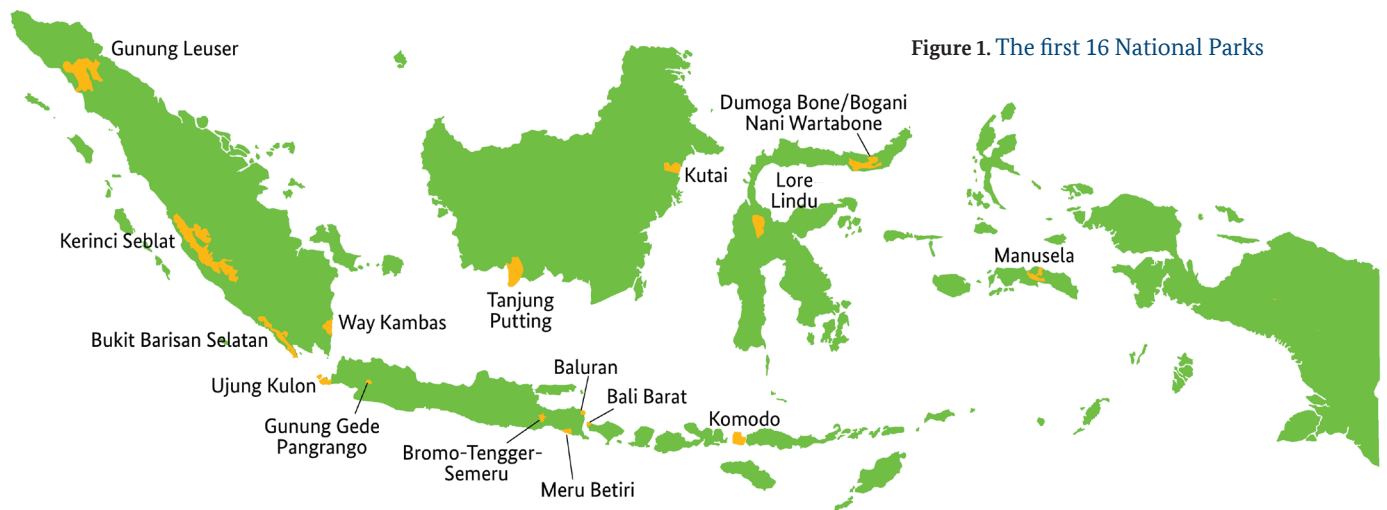 Gunung Leuser
Figure 1. The first 16 National Parks
Dumoga Bone/Bogani
Nani Wartabone
Kutai
Lore
Lindu
Kerinci Seblat
Manusela
Tanjung
Putting
Way Kambas
Bukit Barisan Selatan
Ujung Kulon
Baluran
Bali Barat
Komodo
Gunung Gede
Pangrango
Bromo-Tengger-
Semeru
Meru Betiri